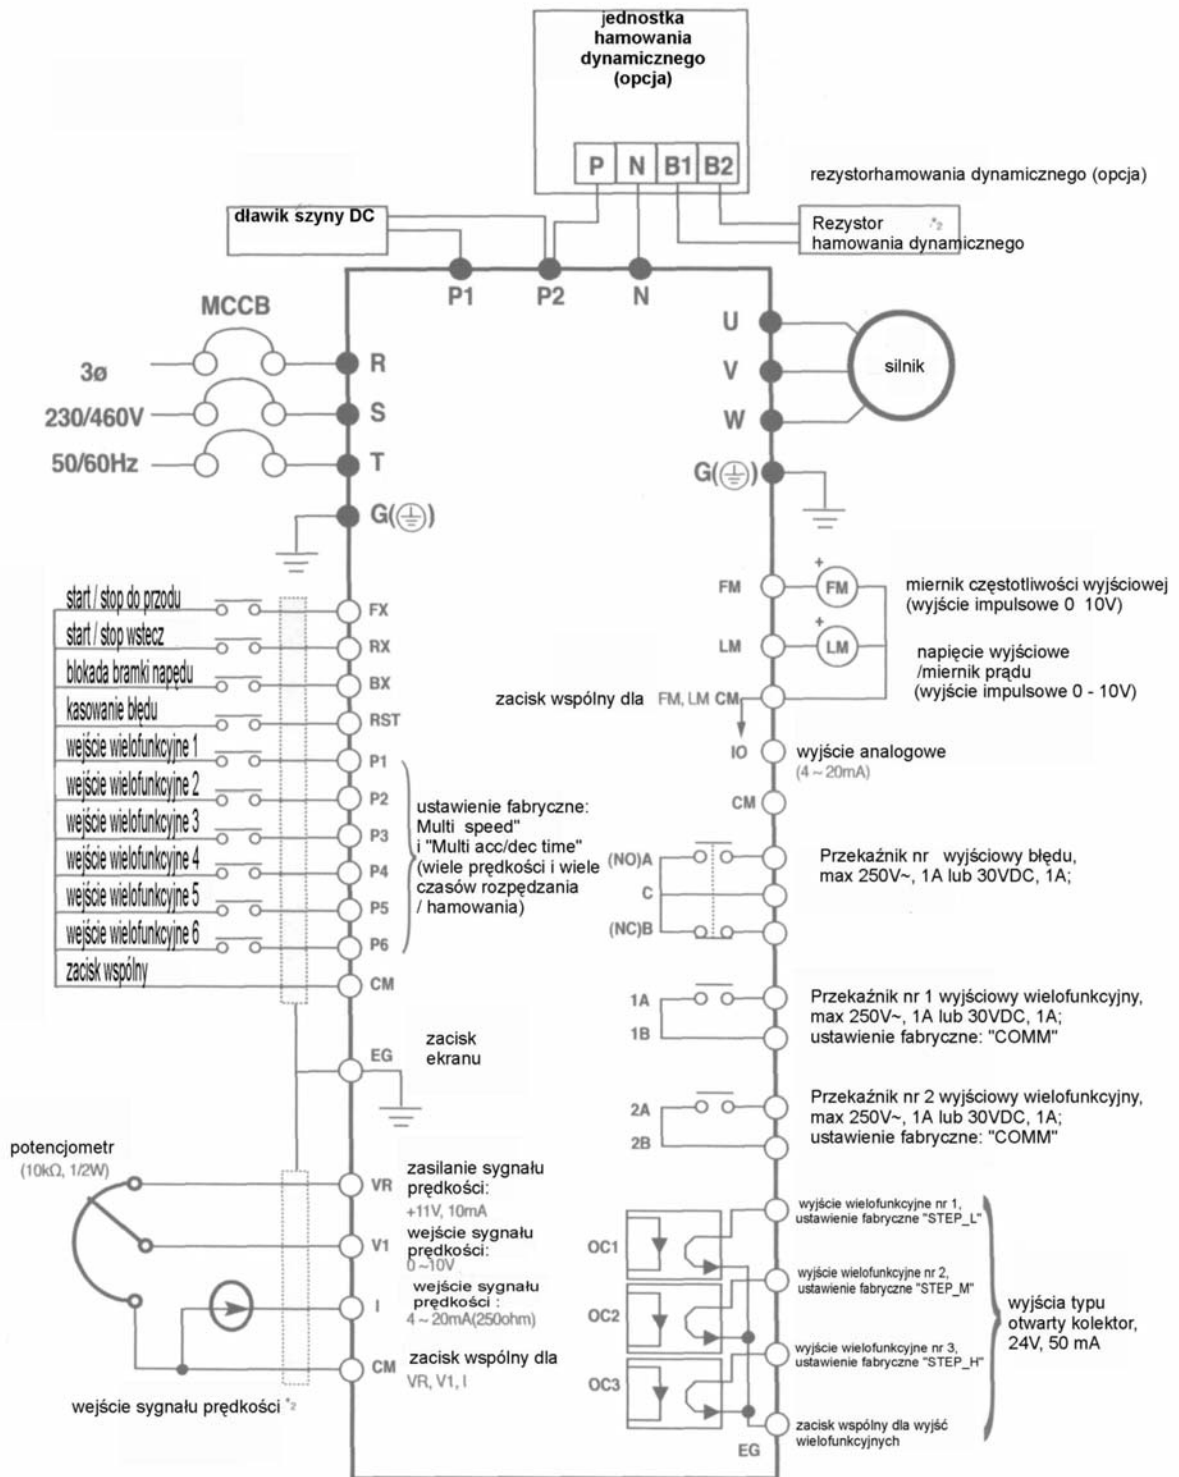 jednostka
hamowania
dynamicznego
(opcja)
P N B1 B2
rezystorhamowania dynamicznego (opcja)
dławik szyny DC
Rezystor *2
hamowania dynamicznego
P1 P2 N
MCCB
U
3ø
R
V
silnik
230/460V
S
W
50/60Hz
T
G( )
G( )
start / stop do przodu
FX
start / stop wstecz
RX
blokada bramki napędu
BX
kasowanie błędu
RST
wejście wielofunkcyjne 1
P1
wejście wielofunkcyjne 2
P2
wejście wielofunkcyjne 3
P3
wejście wielofunkcyjne 4
P4
wejście wielofunkcyjne 5
P5
wejście wielofunkcyjne 6
P6
zacisk wspólny
CM
ustawienie fabryczne:
Multi speed"
i "Multi acc/dec time"
(wiele prędkości i wiele
czasów rozpędzania
/ hamowania)
EG
zacisk
ekranu
potencjometr
(10kΩ, 1/2W)
VR
zasilanie sygnału
prędkości:
+11V, 10mA
V1
wejście sygnału
prędkości:
0~10V
I
wejście sygnału
prędkości :
4 ~ 20mA(250ohm)
CM
zacisk wspólny dla
VR, V1, I
wejście sygnału prędkości *2
FM
+
FM
miernik częstotliwości wyjściowej
(wyjście impulsowe 0 10V)
LM
+
LM
napięcie wyjściowe
/miernik prądu
(wyjście impulsowe 0 - 10V)
zacisk wspólny dla FM, LM CM
IO
wyjście analogowe
(4 ~ 20mA)
CM
(NO)A
C
(NC)B
Przekaźnik nr wyjściowy błędu,
max 250V~, 1A lub 30VDC, 1A;
1A
1B
Przekaźnik nr 1 wyjściowy wielofunkcyjny,
max 250V~, 1A lub 30VDC, 1A;
ustawienie fabryczne: "COMM"
2A
2B
Przekaźnik nr 2 wyjściowy wielofunkcyjny,
max 250V~, 1A lub 30VDC, 1A;
ustawienie fabryczne: "COMM"
OC1
wyjście wielofunkcyjne nr 1,
ustawienie fabryczne "STEP_L"
OC2
wyjście wielofunkcyjne nr 2,
ustawienie fabryczne "STEP_M"
OC3
wyjście wielofunkcyjne nr 3,
ustawienie fabryczne "STEP_H"
EG
zacisk wspólny dla wyjść
wielofunkcyjnych
wyjścia typu
otwarty kolektor,
24V, 50 mA